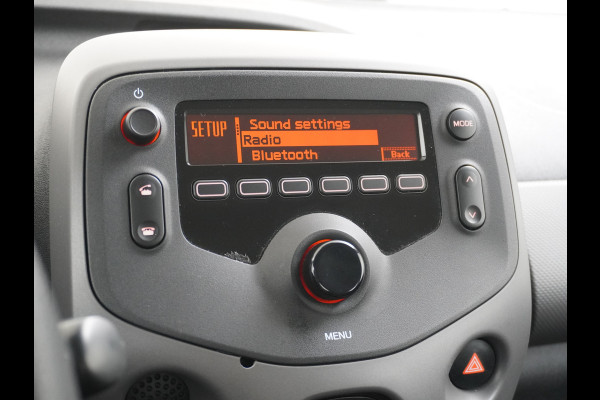 SETUP
Sound settings
Radio
Bluetooth
Back
MODE
MENU